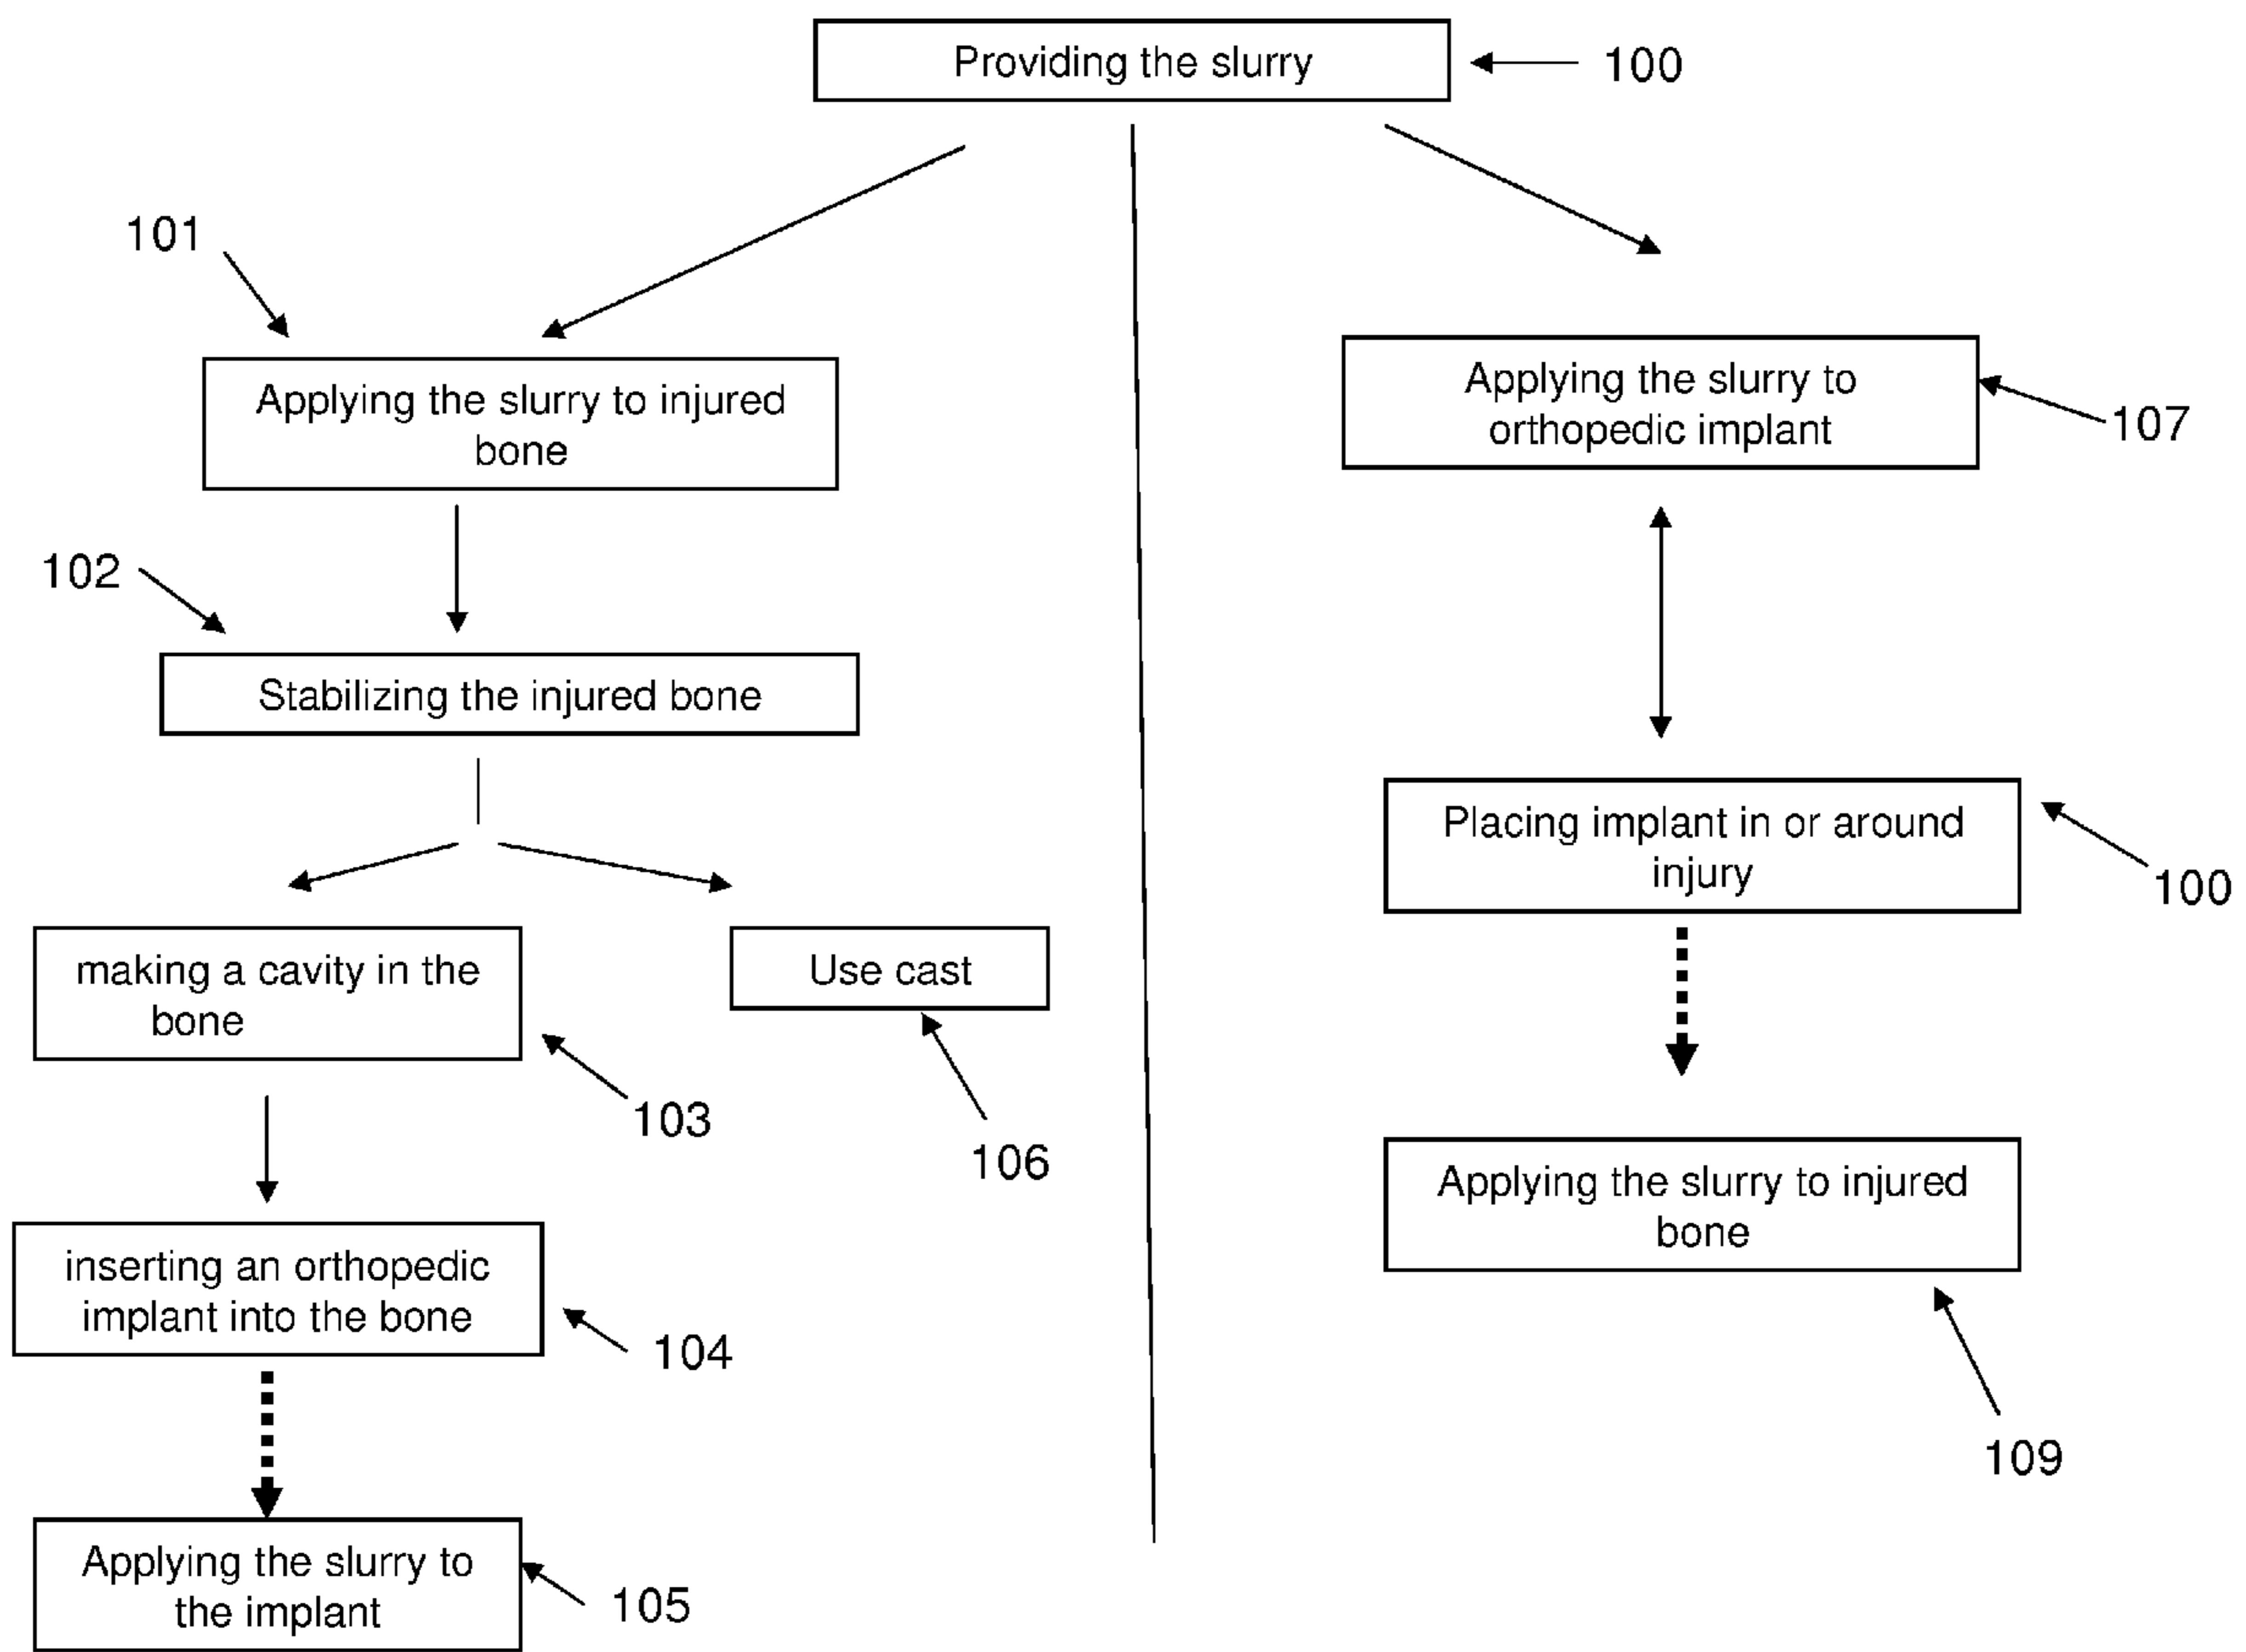 Providing the slurry
100
101
Applying the slurry to injured
bone
102
Stabilizing the injured bone
making a cavity in the
bone
103
Use cast
106
inserting an orthopedic
implant into the bone
104
Applying the slurry to
the implant
105
Applying the slurry to
orthopedic implant
107
Placing implant in or around
injury
100
Applying the slurry to injured
bone
109